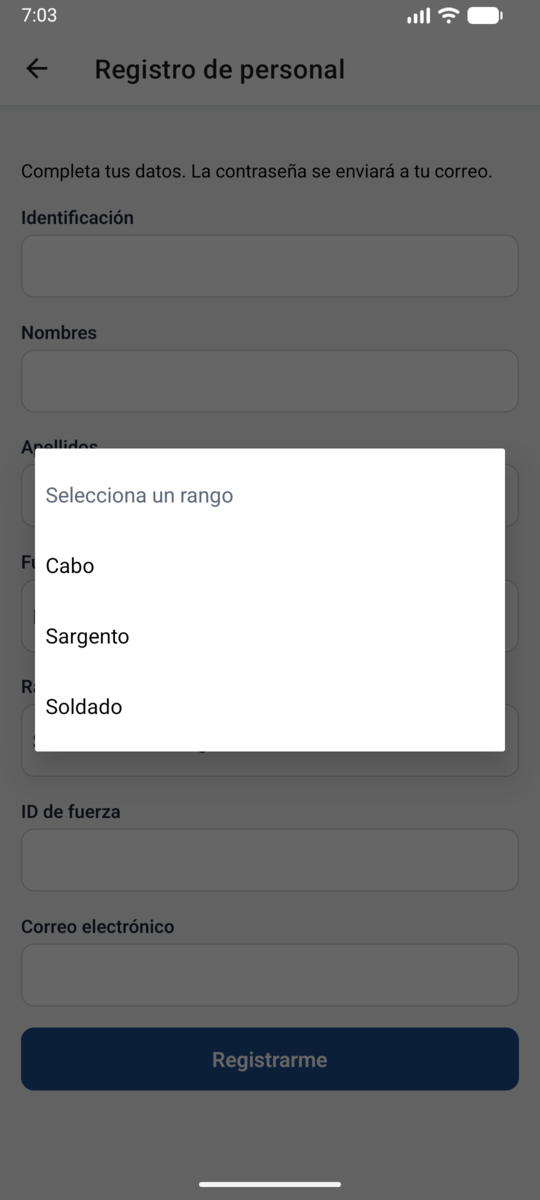 7:03
Registro de personal
Completa tus datos. La contraseña se enviará a tu correo.
Identificación
Nombres
Apellidos
Selecciona un rango
Cabo
Sargento
Soldado
ID de fuerza
Correo electrónico
Registrarme